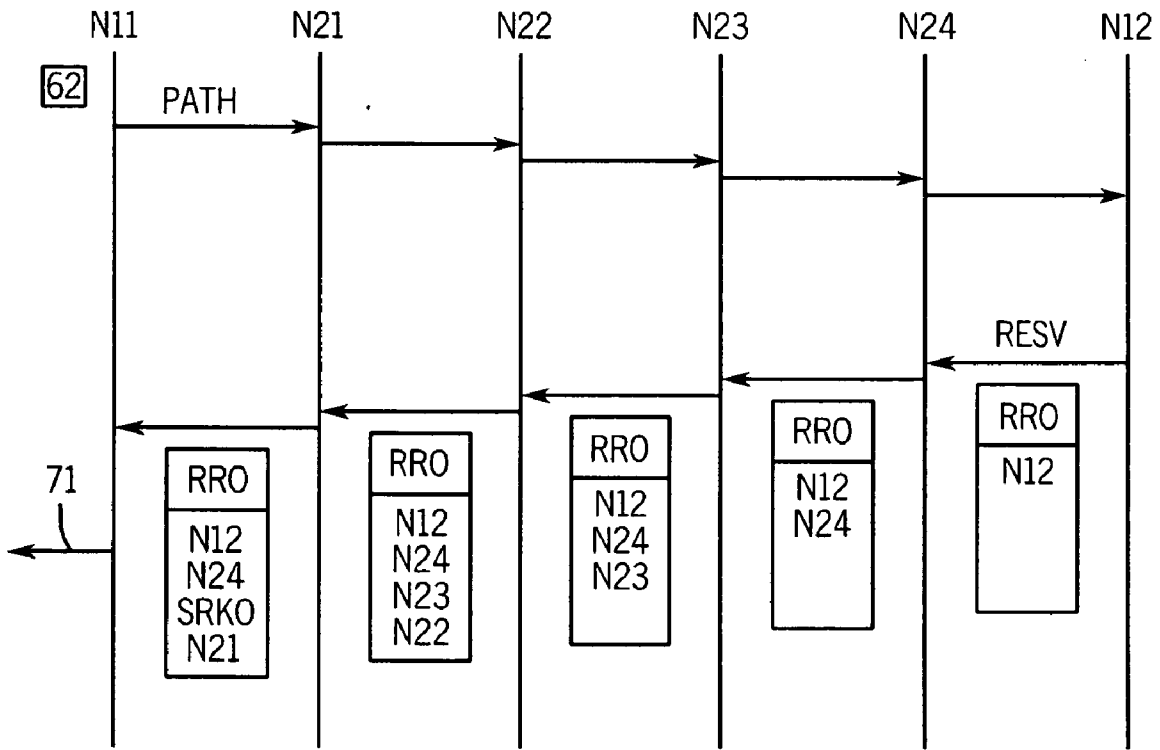 N11 N21 N22 N23 N24 N12
62
PATH
RESV
71
RRO
N12
N24
SRKO
N21
RRO
N12
N24
N23
N22
RRO
N12
N24
N23
RRO
N12
N24
RRO
N12